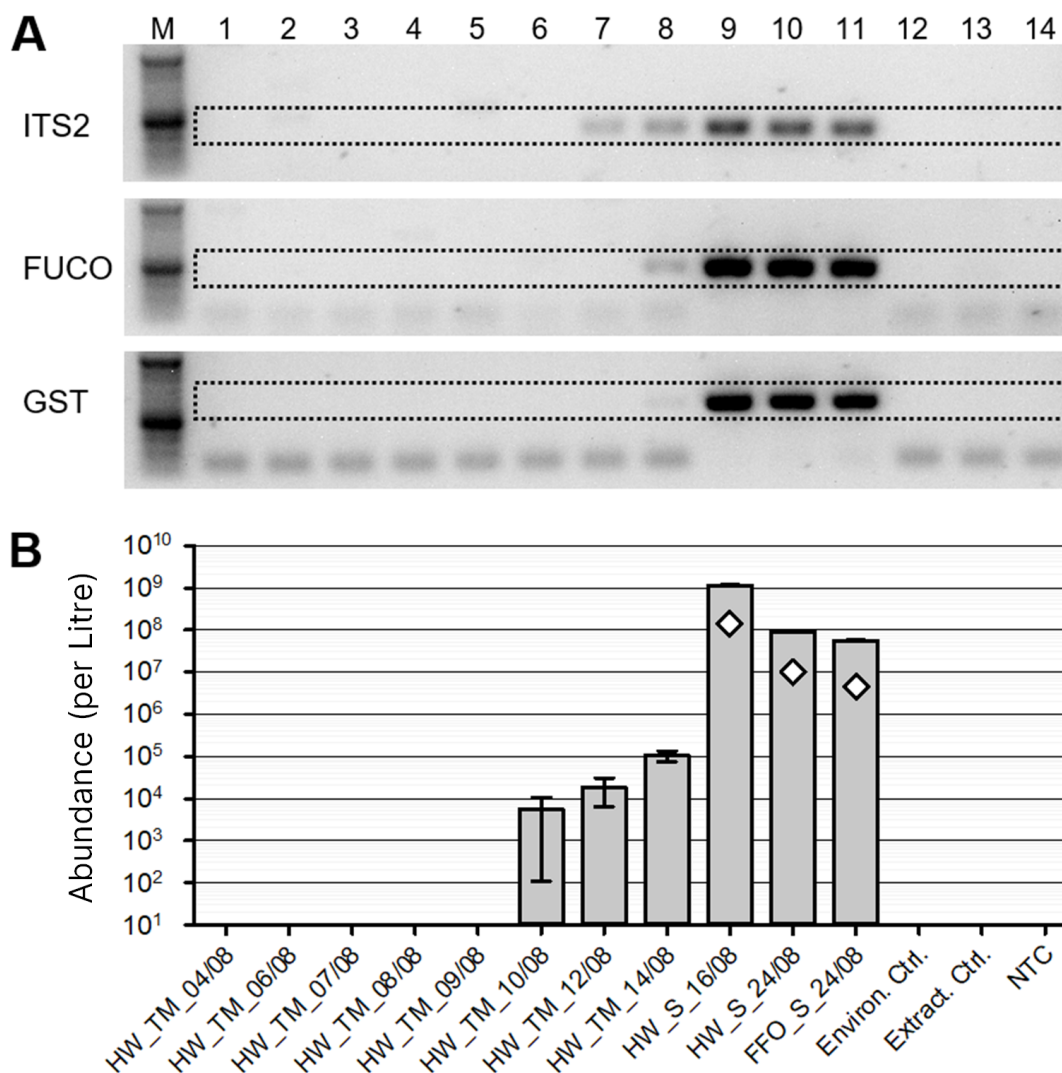 A
M 1 2 3 4 5 6 7 8 9 10 11 12 13 14
ITS2
FUCO
GST
B
Abundance (per Litre)
10¹⁰
10⁹
10⁸
10⁷
10⁶
10⁵
10⁴
10³
10²
10¹
HW_TM_04/08
HW_TM_06/08
HW_TM_07/08
HW_TM_08/08
HW_TM_09/08
HW_TM_10/08
HW_TM_12/08
HW_TM_14/08
HW_S_16/08
HW_S_24/08
FFO_S_24/08
Environ. Ctrl.
Extract. Ctrl.
NTC